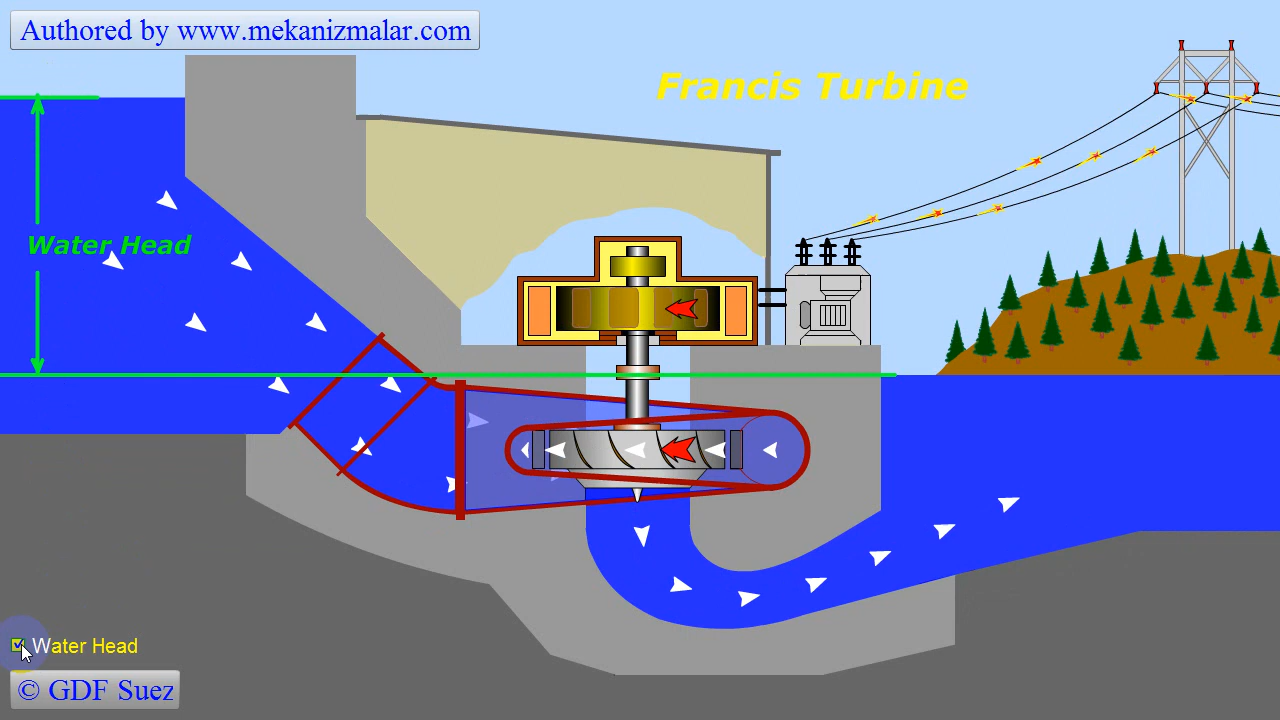 Authored by www.mekanizmalar.com
Francis Turbine
Water Head
Water Head
© GDF Suez